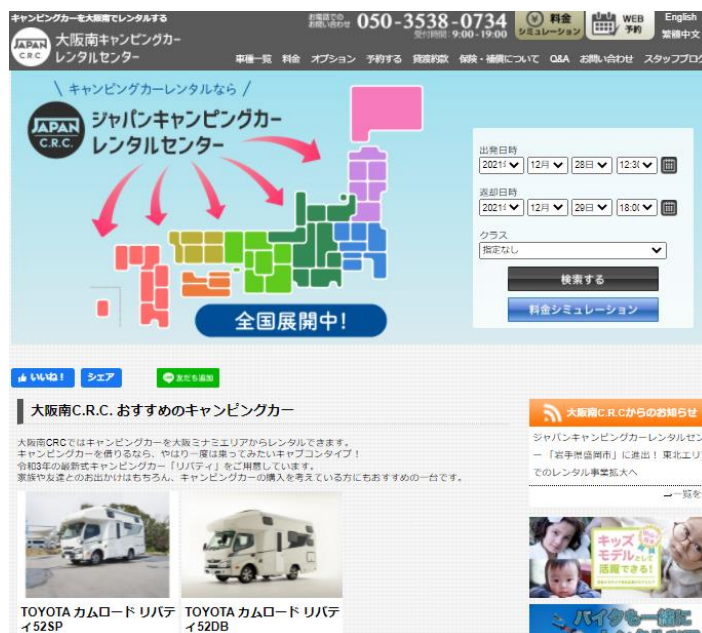 キャンピングカーを大阪南でレンタルする
お電話での
お問い合わせ
050-3538-0734
受付時間:9:00-19:00
料金
シミュレーション
WEB
予約
English
繁體中文
JAPAN
C R C
大阪南キャンピングカー
レンタルセンター
車種一覧 料金 オプション 予約する 貸渡約款 保険・補償について Q&A お問い合わせ スタッフブログ
\ キャンピングカーレンタルなら /
JAPAN
C.R.C.
ジャパンキャンピングカー
レンタルセンター
全国展開中!
出発日時
2021 12月 28日 12:3
返却日時
2021 12月 29日 18:0
クラス
指定なし
検索する
料金シミュレーション
いいね!
シェア
友だち追加
大阪南C.R.C. おすすめのキャンピングカー
大阪南CRCではキャンピングカーを大阪ミナミエリアからレンタルできます。
キャンピングカーを借りるなら、やはり一度は乗ってみたいキャブコンタイプ!
令和3年の最新式キャンピングカー「リバティ」をご用意しています。
家族や友達とのお出かけはもちろん、キャンピングカーの購入を考えている方にもおすすめの一台です。
TOYOTA カムロード リバテ
ィ52SP
TOYOTA カムロード リバテ
ィ52DB
大阪南C.R.Cからのお知らせ
ジャパンキャンピングカーレンタルセン
ー 「岩手県盛岡市」に進出! 東北エリ
でのレンタル事業拡大へ
一覧を
キッズ
モデルとして
活躍できる!
バイクも一緒に